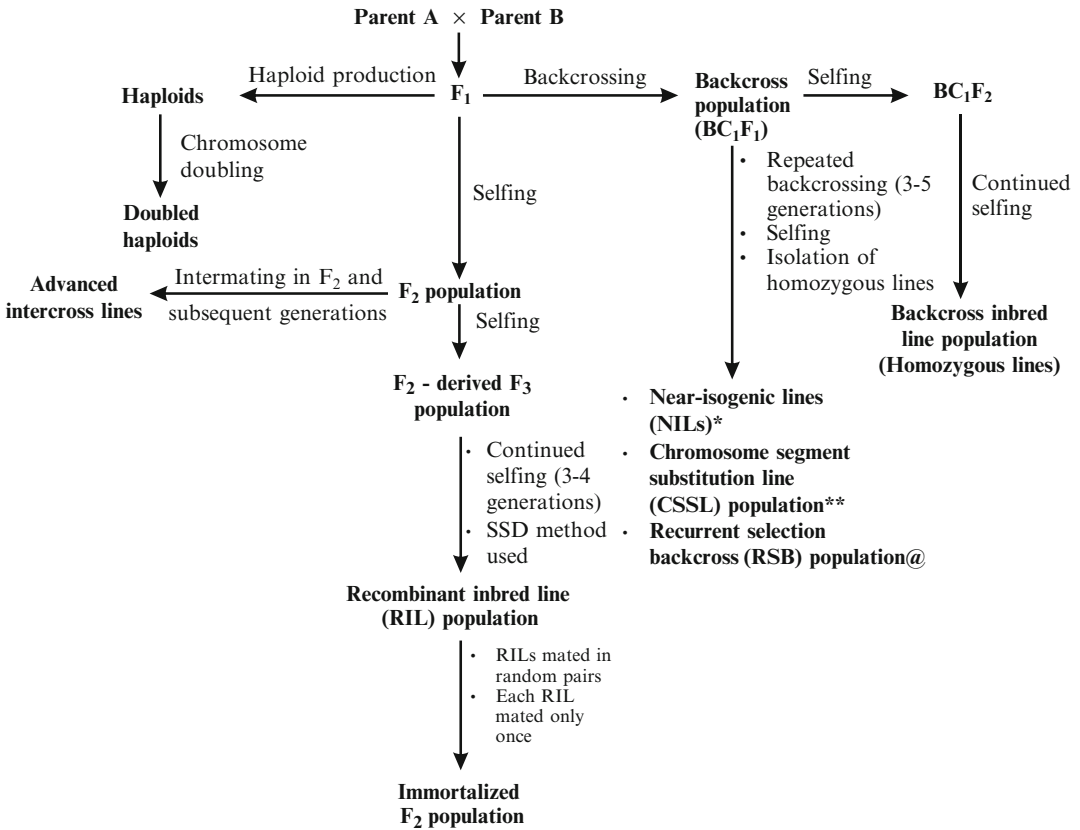 Parent A × Parent B
Haploid production
Backcrossing
Selfing
Haploids
F₁
Backcross
population
(BC₁F₁)
BC₁F₂
Chromosome
doubling
Selfing
• Repeated
backcrossing (3-5
generations)
• Selfing
• Isolation of
homozygous lines
Continued
selfing
Doubled
haploids
Advanced
intercross lines
Intermating in F₂ and
subsequent generations
F₂ population
Selfing
Backcross inbred
line population
(Homozygous lines)
F₂ - derived F₃
population
• Near-isogenic lines
(NILs)*
• Chromosome segment
substitution line
(CSSL) population**
• Recurrent selection
backcross (RSB) population@
• Continued
selfing (3-4
generations)
• SSD method
used
Recombinant inbred line
(RIL) population
• RILs mated in
random pairs
• Each RIL
mated only
once
Immortalized
F₂ population